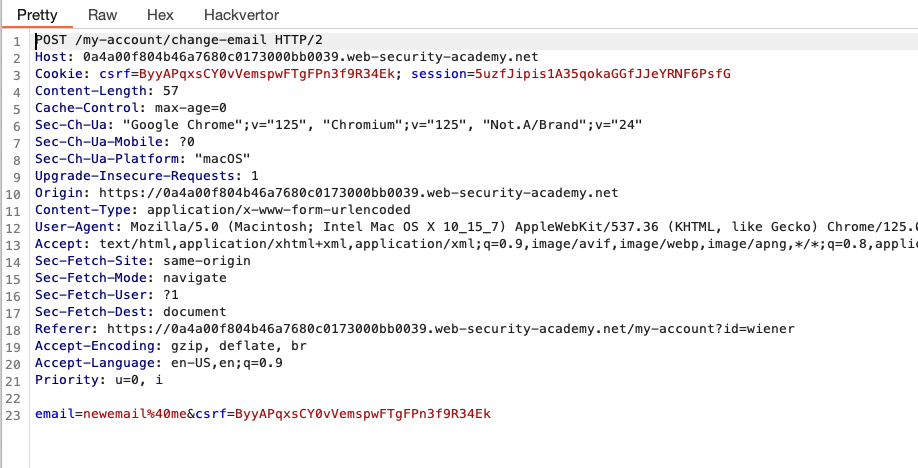 Pretty Raw Hex Hackvertor
1 POST /my-account/change-email HTTP/2
2 Host: 0a4a00f804b46a7680c0173000bb0039.web-security-academy.net
3 Cookie: csrf=ByyAPqxsCY0vVemspwFTgFPn3f9R34Ek; session=5uzfJipis1A35qokaGGfJJeYRNF6PsfG
4 Content-Length: 57
5 Cache-Control: max-age=0
6 Sec-Ch-Ua: "Google Chrome";v="125", "Chromium";v="125", "Not.A/Brand";v="24"
7 Sec-Ch-Ua-Mobile: ?0
8 Sec-Ch-Ua-Platform: "macOS"
9 Upgrade-Insecure-Requests: 1
10 Origin: https://0a4a00f804b46a7680c0173000bb0039.web-security-academy.net
11 Content-Type: application/x-www-form-urlencoded
12 User-Agent: Mozilla/5.0 (Macintosh; Intel Mac OS X 10_15_7) AppleWebKit/537.36 (KHTML, like Gecko) Chrome/125.
13 Accept: text/html,application/xhtml+xml,application/xml;q=0.9,image/avif,image/webp,image/apng,*/*;q=0.8,applic
14 Sec-Fetch-Site: same-origin
15 Sec-Fetch-Mode: navigate
16 Sec-Fetch-User: ?1
17 Sec-Fetch-Dest: document
18 Referer: https://0a4a00f804b46a7680c0173000bb0039.web-security-academy.net/my-account?id=wiener
19 Accept-Encoding: gzip, deflate, br
20 Accept-Language: en-US,en;q=0.9
21 Priority: u=0, i
22
23 email=newemail%40me&csrf=ByyAPqxsCY0vVemspwFTgFPn3f9R34Ek